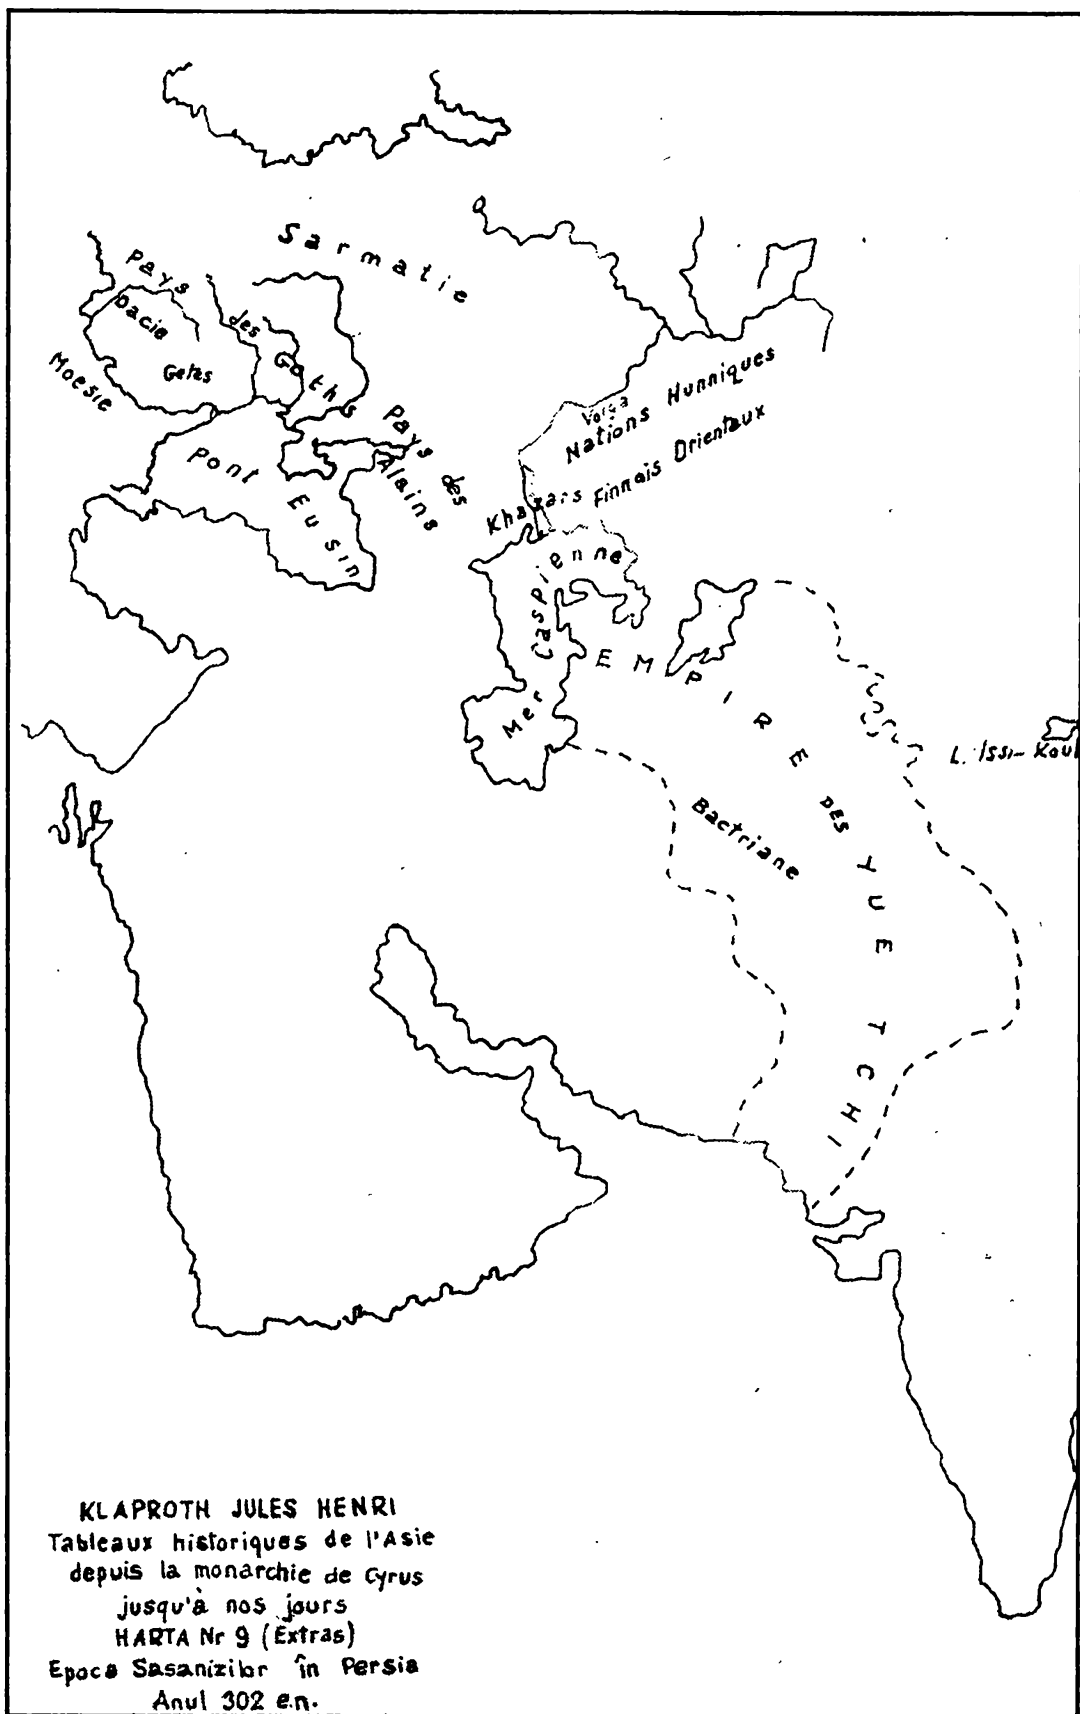 Sarmatie
Pays des Goths
Dacie
Getes
Moesie
Pays des Alains
Pont Eusin
Volga
Nations Hunniques
Khazars Finnais Orientaux
Mer Caspienne
EMPIRE DES YUE TCHI
L. Issi-Koul
Bactriane
KLAPROTH JULES HENRI
Tableaux historiques de l'Asie
depuis la monarchie de Cyrus
jusqu'à nos jours
HARTA Nr 9 (Extras)
Epoca Sasanizilor în Persia
Anul 302 e.n.